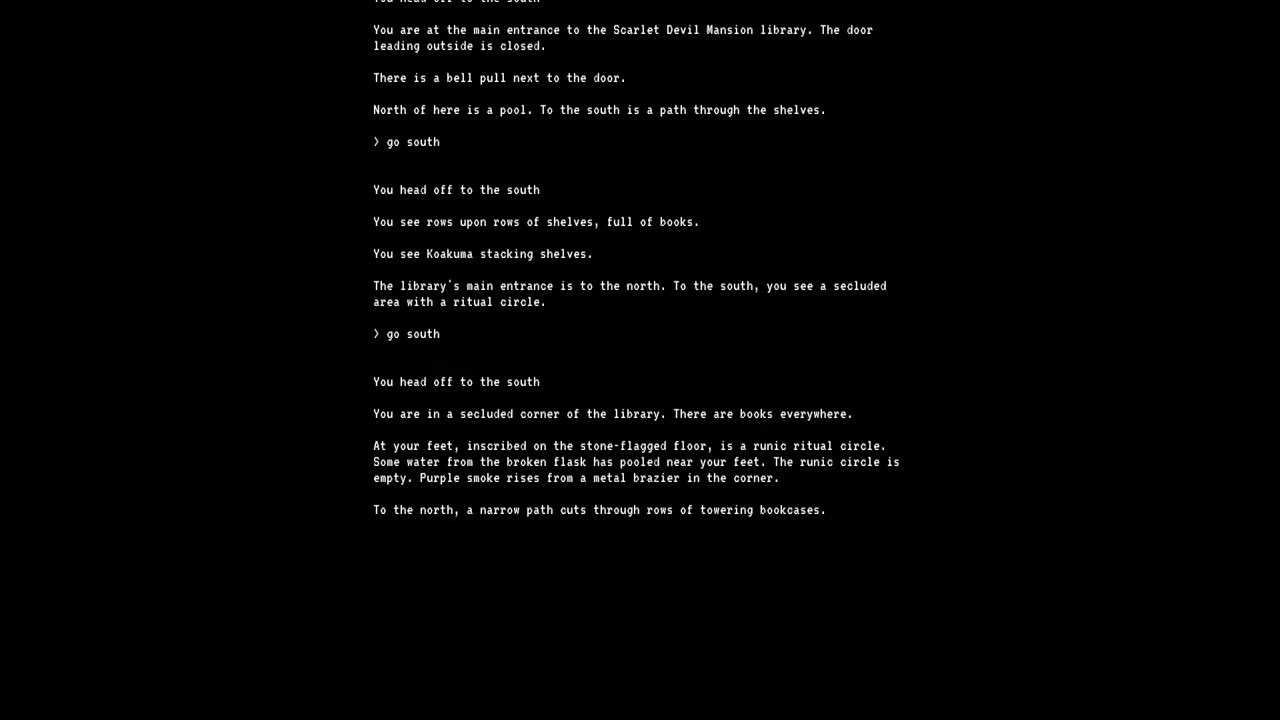 You head off to the south
You are at the main entrance to the Scarlet Devil Mansion library. The door
leading outside is closed.
There is a bell pull next to the door.
North of here is a pool. To the south is a path through the shelves.
> go south
You head off to the south
You see rows upon rows of shelves, full of books.
You see Koakuma stacking shelves.
The library's main entrance is to the north. To the south, you see a secluded
area with a ritual circle.
> go south
You head off to the south
You are in a secluded corner of the library. There are books everywhere.
At your feet, inscribed on the stone-flagged floor, is a runic ritual circle.
Some water from the broken flask has pooled near your feet. The runic circle is
empty. Purple smoke rises from a metal brazier in the corner.
To the north, a narrow path cuts through rows of towering bookcases.